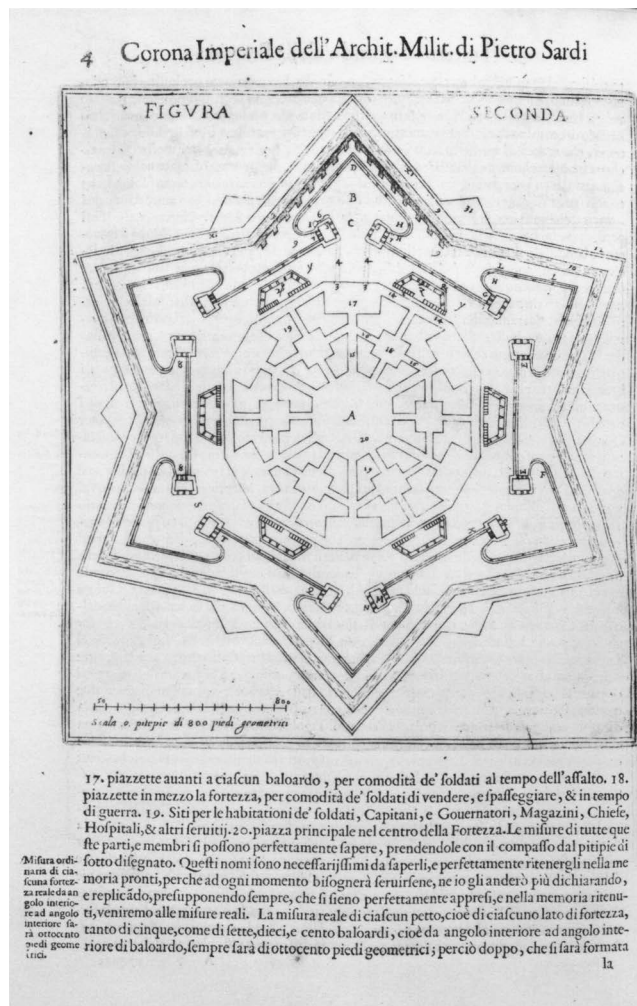 4
Corona Imperiale dell'Archit. Milit. di Pietro Sardi
FIGVRA
SECONDA
D
B
C
A
20
17
18
19
50
800
Scala o pitipie di 800 piedi geometrici
17. piazzette auanti a ciaſcun baloardo, per comodità de' ſoldati al tempo dell'aſſalto. 18.
piazzette in mezzo la fortezza, per comodità de' ſoldati di vendere, e ſpaſſeggiare, & in tempo
di guerra. 19. Siti per le habitationi de' ſoldati, Capitani, e Gouernatori, Magazini, Chieſe,
Hoſpitali, & altri ſeruitij. 20. piazza principale nel centro della Fortezza. Le miſure di tutte que
ſte parti, e membri ſi poſſono perfettamente ſapere, prendendole con il compaſſo dal pitipie di
ſotto diſegnato. Queſti nomi ſono neceſſarijſſimi da ſaperli, e perfettamente ritenergli nella me
moria pronti, perche ad ogni momento biſognerà ſeruirſene, ne io gli anderò più dichiarando,
e replicādo, preſupponendo ſempre, che ſi ſieno perfettamente appreſi, e nella memoria ritenu-
ti, veniremo alle miſure reali. La miſura reale di ciaſcun petto, cioè di ciaſcuno lato di fortezza,
tanto di cinque, come di ſette, dieci, e cento baloardi, cioè da angolo interiore ad angolo inte-
riore di baloardo, ſempre ſarà di ottocento piedi geometrici; perciò doppo, che ſi ſarà formata
la
Miſura ordi-
naria di cia-
ſcuna fortez-
za reale da an
golo interio-
re ad angolo
interiore ſa-
rà ottocento
piedi geome
trici.